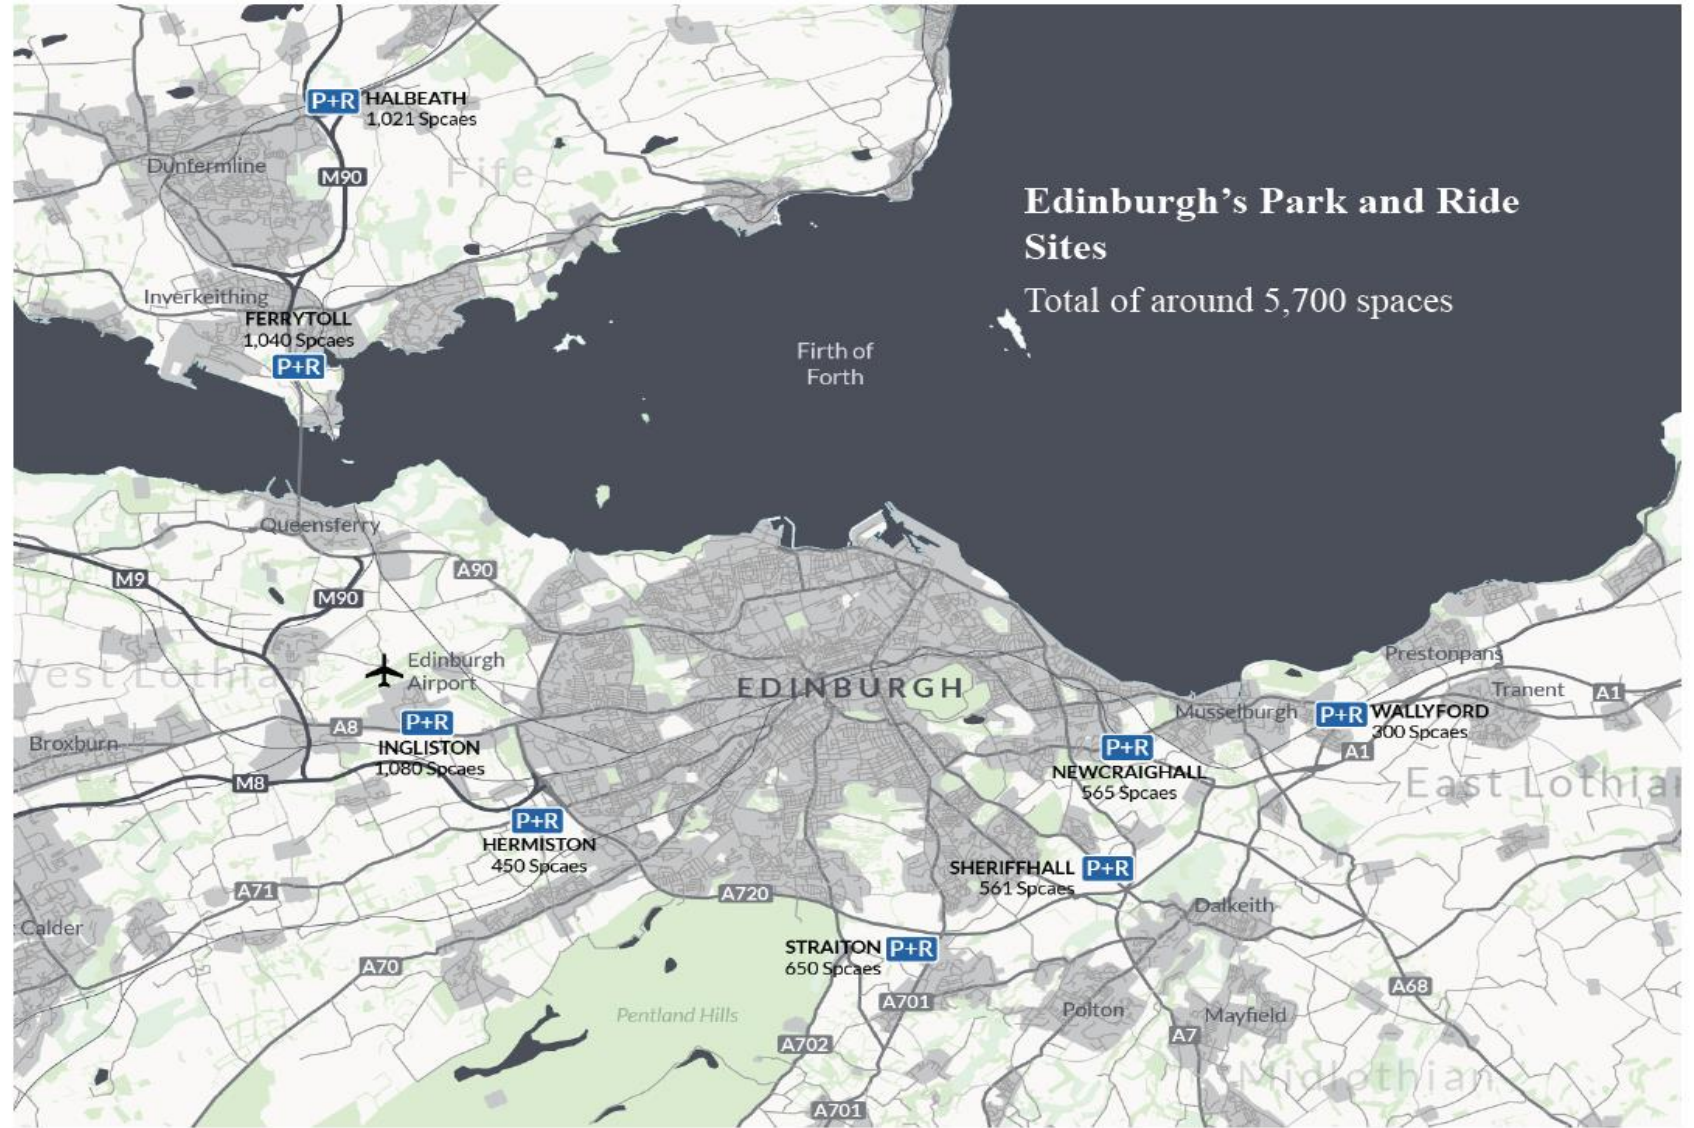 P+R HALBEATH
1,021 Spcaes
Dunfermline
M90
Fife
Edinburgh's Park and Ride
Sites
Total of around 5,700 spaces
Inverkeithing
FERRYTOLL
1,040 Spcaes
P+R
Firth of
Forth
Queensferry
A90
M9
M90
West Lothian
Edinburgh
Airport
EDINBURGH
Prestonpans
Tranent
A1
Musselburgh
P+R WALLYFORD
300 Spcaes
A1
P+R
A8
INGLISTON
1,080 Spcaes
Broxburn
P+R
NEWCRAIGHALL
565 Spcaes
M8
East Lothian
P+R
HERMISTON
450 Spcaes
SHERIFFHALL P+R
561 Spcaes
A71
A720
Dalkeith
Calder
STRAITON P+R
650 Spcaes
A70
A701
A68
Pentland Hills
Polton
Mayfield
A702
A7
Midlothian
A701